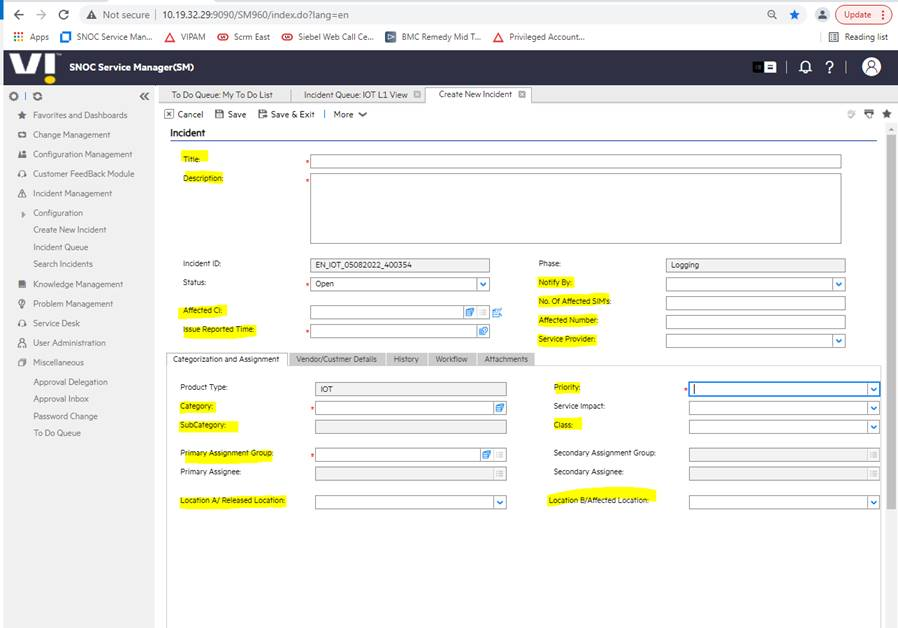 Not secure | 10.19.32.29:9090/SM960/index.do?lang=en
Update
Apps SNOC Service Man... VIPAM Scrm East Siebel Web Call Ce... BMC Remedy Mid T... Privileged Account... Reading list
VI SNOC Service Manager(SM) ?
To Do Queue: My To Do List Incident Queue: IOT L1 View Create New Incident
Cancel Save Save & Exit More
Favorites and Dashboards
Change Management
Configuration Management
Customer FeedBack Module
Incident Management
Configuration
Create New Incident
Incident Queue
Search Incidents
Knowledge Management
Problem Management
Service Desk
User Administration
Miscellaneous
Approval Delegation
Approval Inbox
Password Change
To Do Queue
Incident
Title: *
Description: *
Incident ID: EN_IOT_05082022_400354 Phase: Logging
Status: * Open Notify By:
No. Of Affected SIM's:
Affected CI:
Affected Number:
Issue Reported Time: *
Service Provider:
Categorization and Assignment Vendor/Custmer Details History Workflow Attachments
Product Type: IOT Priority: *
Category: * Service Impact:
SubCategory: Class:
Primary Assignment Group: * Secondary Assignment Group:
Primary Assignee: Secondary Assignee:
Location A/ Released Location: Location B/Affected Location: